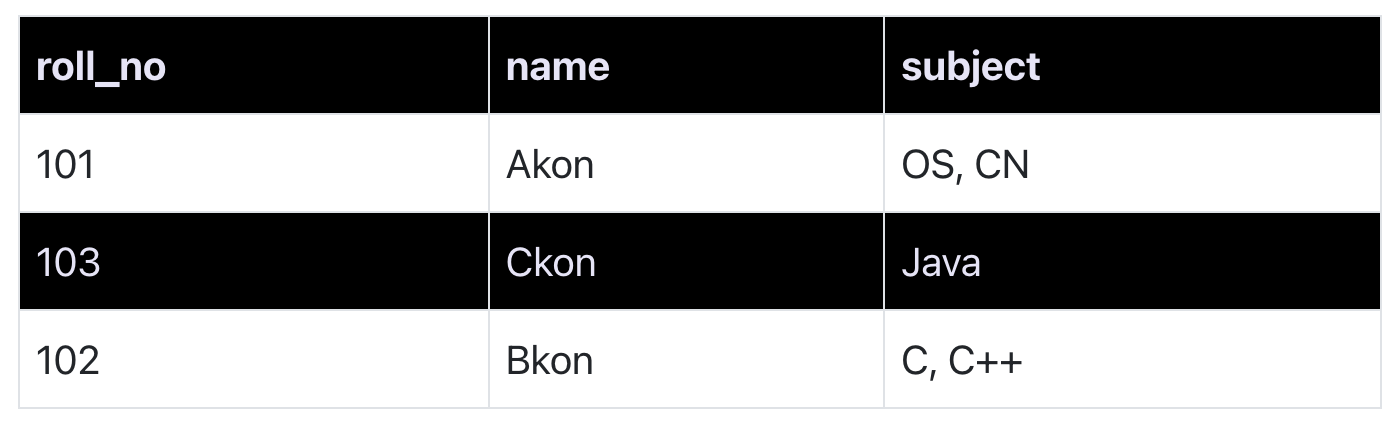 roll_no name subject
101 Akon OS, CN
103 Ckon Java
102 Bkon C, C++